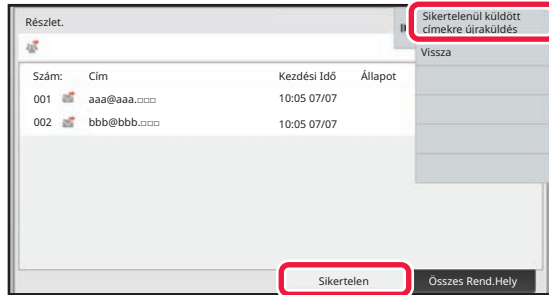 Részlet.
Sikertelenül küldött
címekre újraküldés
Vissza
Szám: Cím Kezdési Idő Állapot
001 aaa@aaa.□□□ 10:05 07/07
002 bbb@bbb.□□□ 10:05 07/07
Sikertelen
Összes Rend.Hely